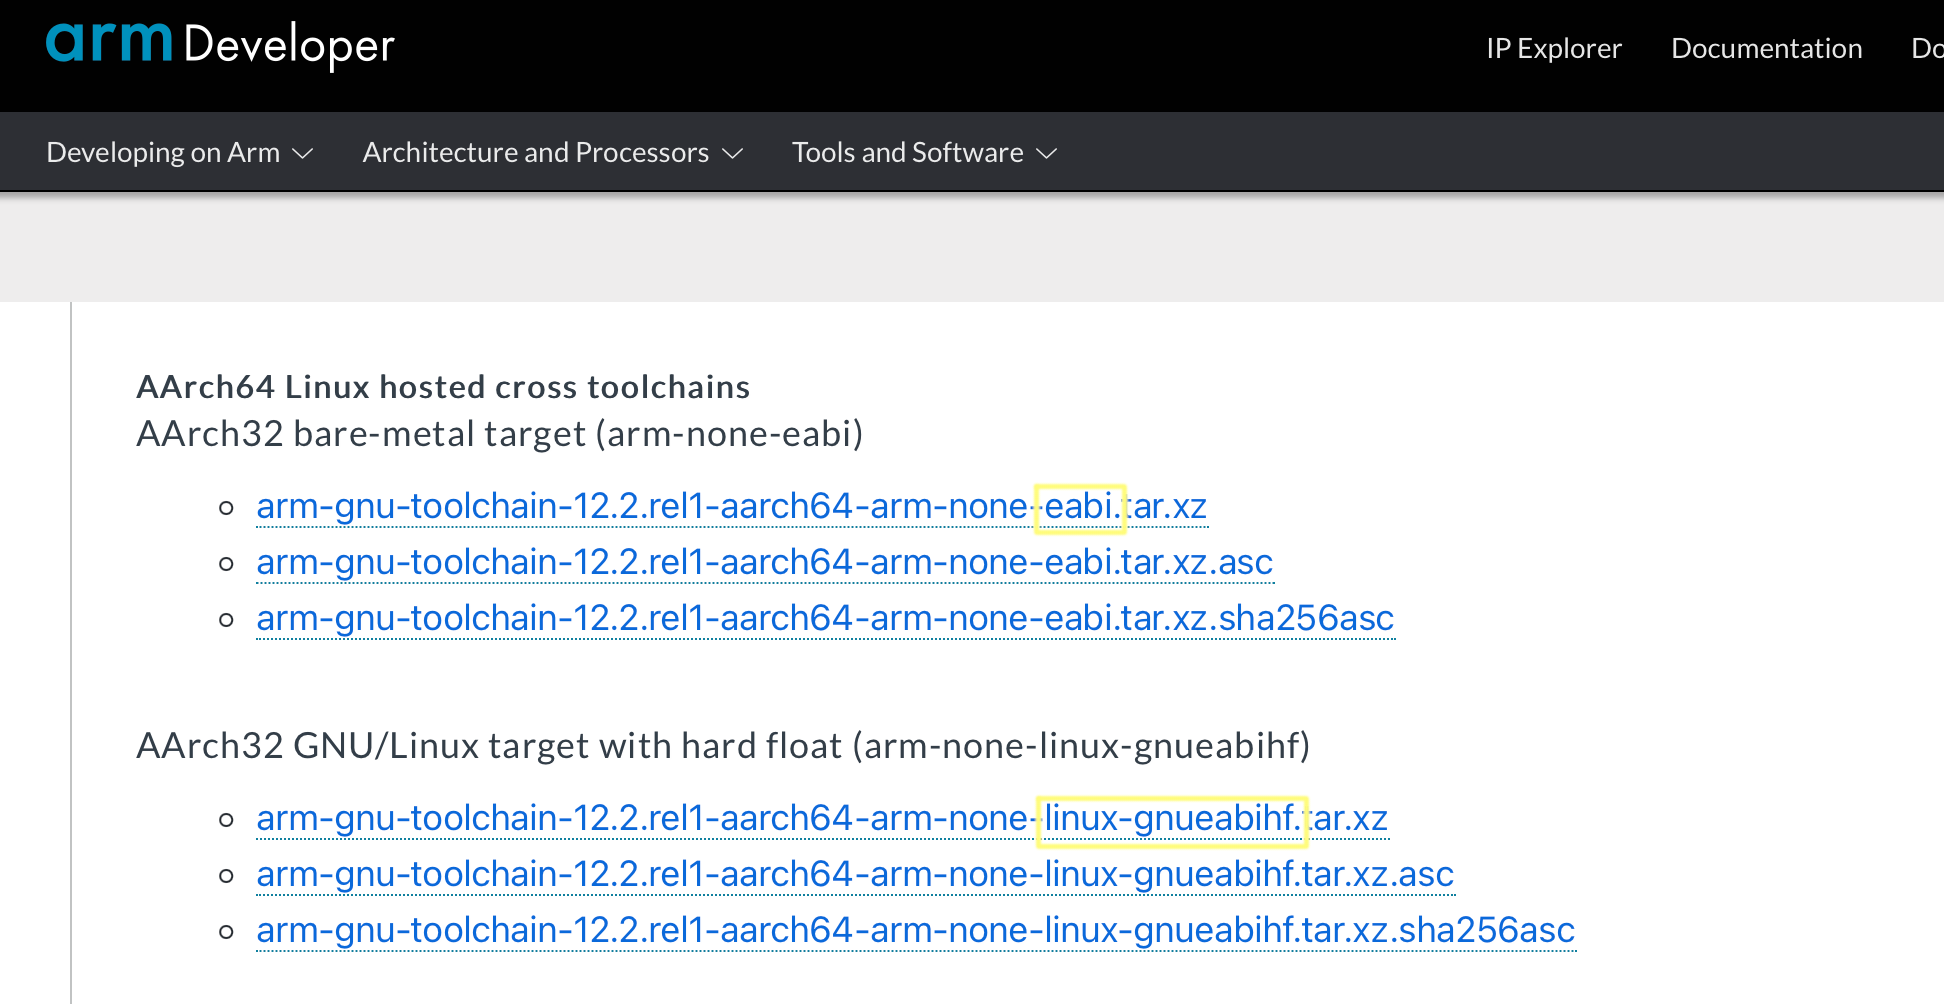 arm Developer
IP Explorer Documentation Do
Developing on Arm Architecture and Processors Tools and Software
AArch64 Linux hosted cross toolchains
AArch32 bare-metal target (arm-none-eabi)
arm-gnu-toolchain-12.2.rel1-aarch64-arm-none-eabi.tar.xz
arm-gnu-toolchain-12.2.rel1-aarch64-arm-none-eabi.tar.xz.asc
arm-gnu-toolchain-12.2.rel1-aarch64-arm-none-eabi.tar.xz.sha256asc
AArch32 GNU/Linux target with hard float (arm-none-linux-gnueabihf)
arm-gnu-toolchain-12.2.rel1-aarch64-arm-none-linux-gnueabihf.tar.xz
arm-gnu-toolchain-12.2.rel1-aarch64-arm-none-linux-gnueabihf.tar.xz.asc
arm-gnu-toolchain-12.2.rel1-aarch64-arm-none-linux-gnueabihf.tar.xz.sha256asc